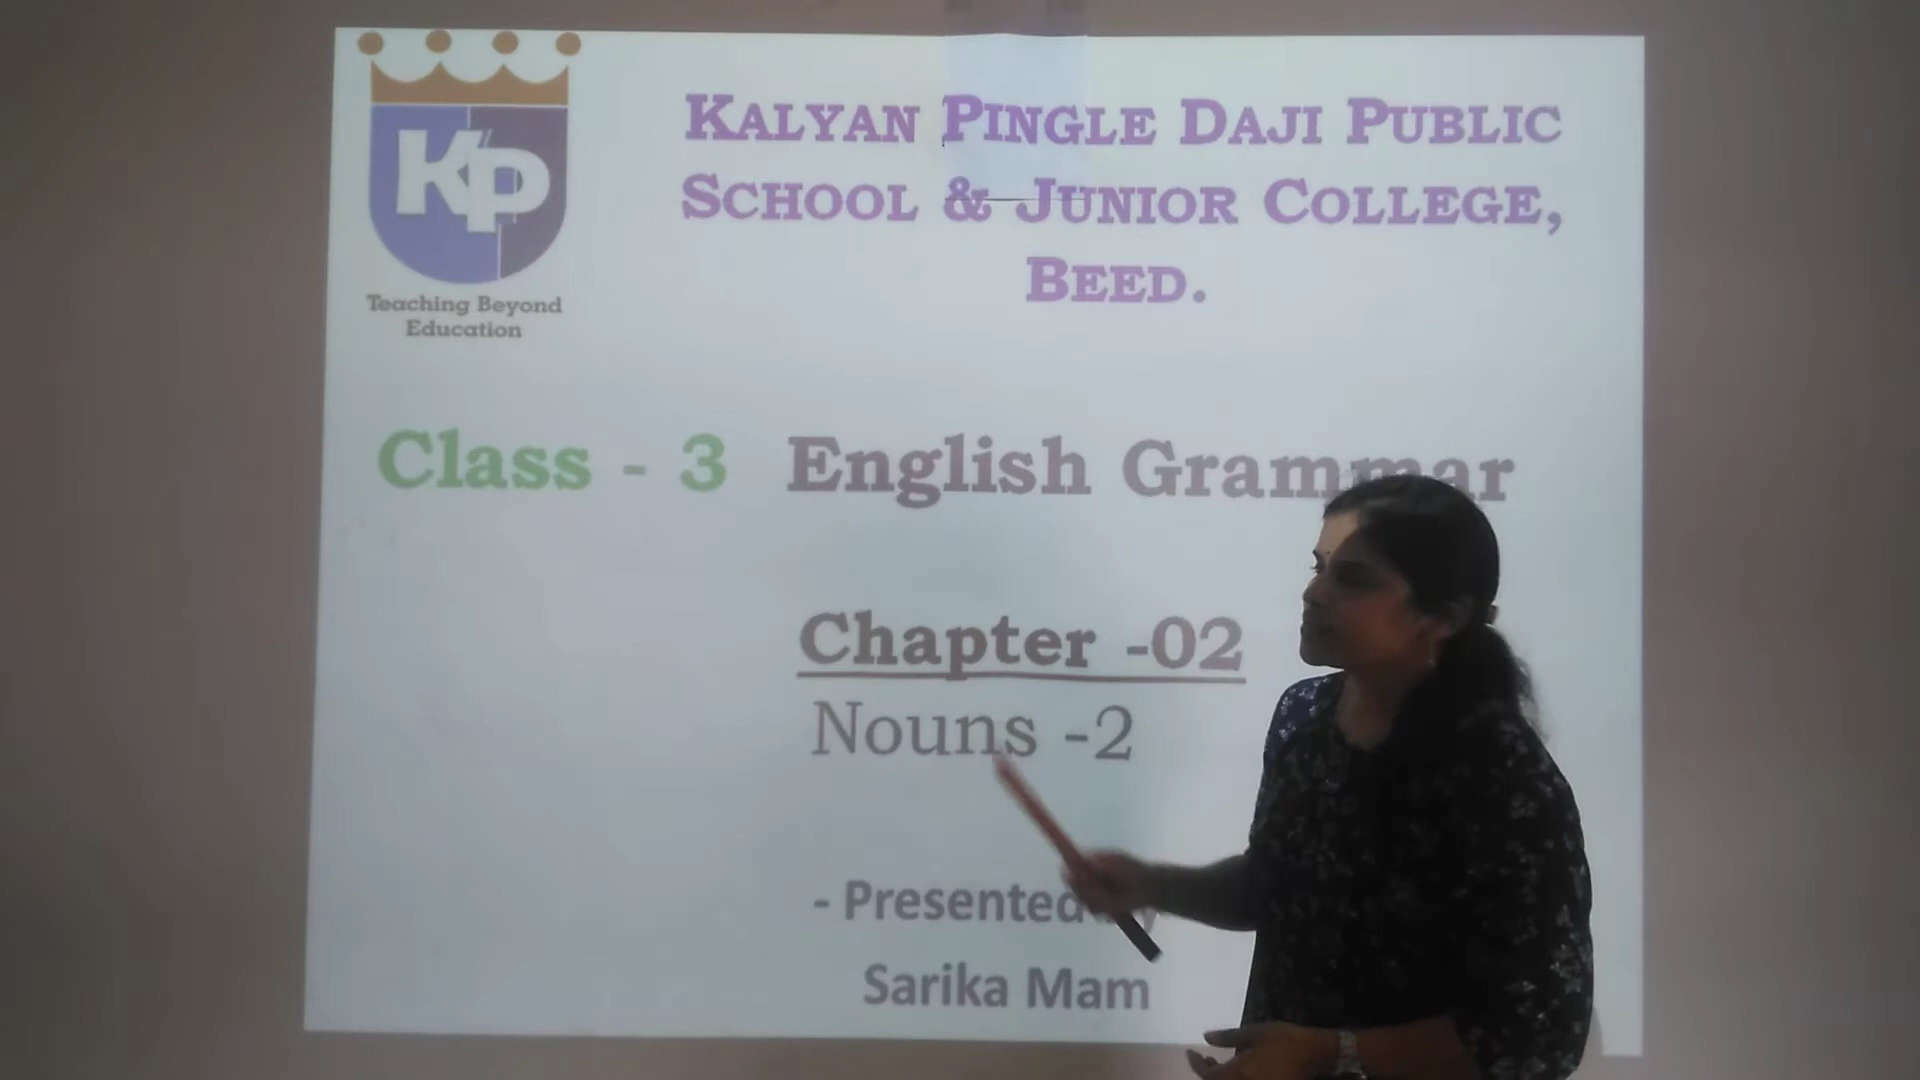 KP
Teaching Beyond
Education
KALYAN PINGLE DAJI PUBLIC
SCHOOL & JUNIOR COLLEGE,
BEED.
Class - 3 English Grammar
Chapter -02
Nouns -2
- Presented
Sarika Mam